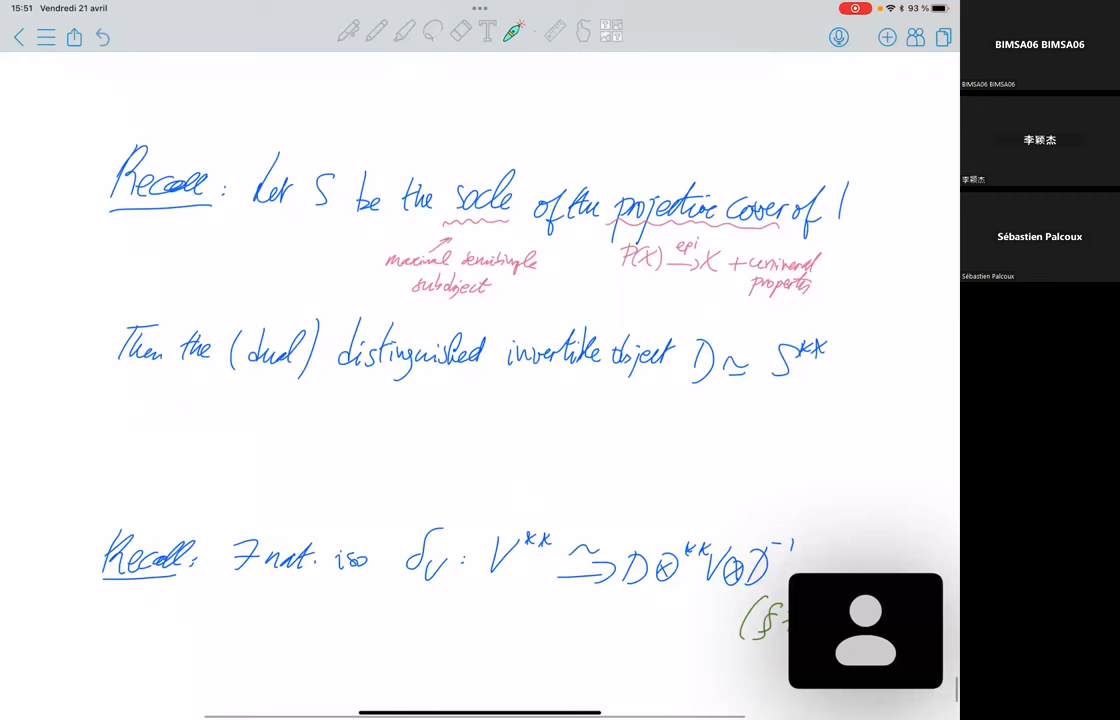 15:51 Vendredi 21 avril
93 %
BIMSA06 BIMSA06
BIMSA06 BIMSA06
李颖杰
李颖杰
Sébastien Palcoux
Sébastien Palcoux
Recall: Let S be the socle of the projective cover of 1
maximal semisimple subobject
P(X) epi → X + universal property
Then the (dual) distinguished invertible object D ≃ S**
Recall: ∃ nat. iso δ_V : V** ≃→ D⊗**V⊗D⁻¹